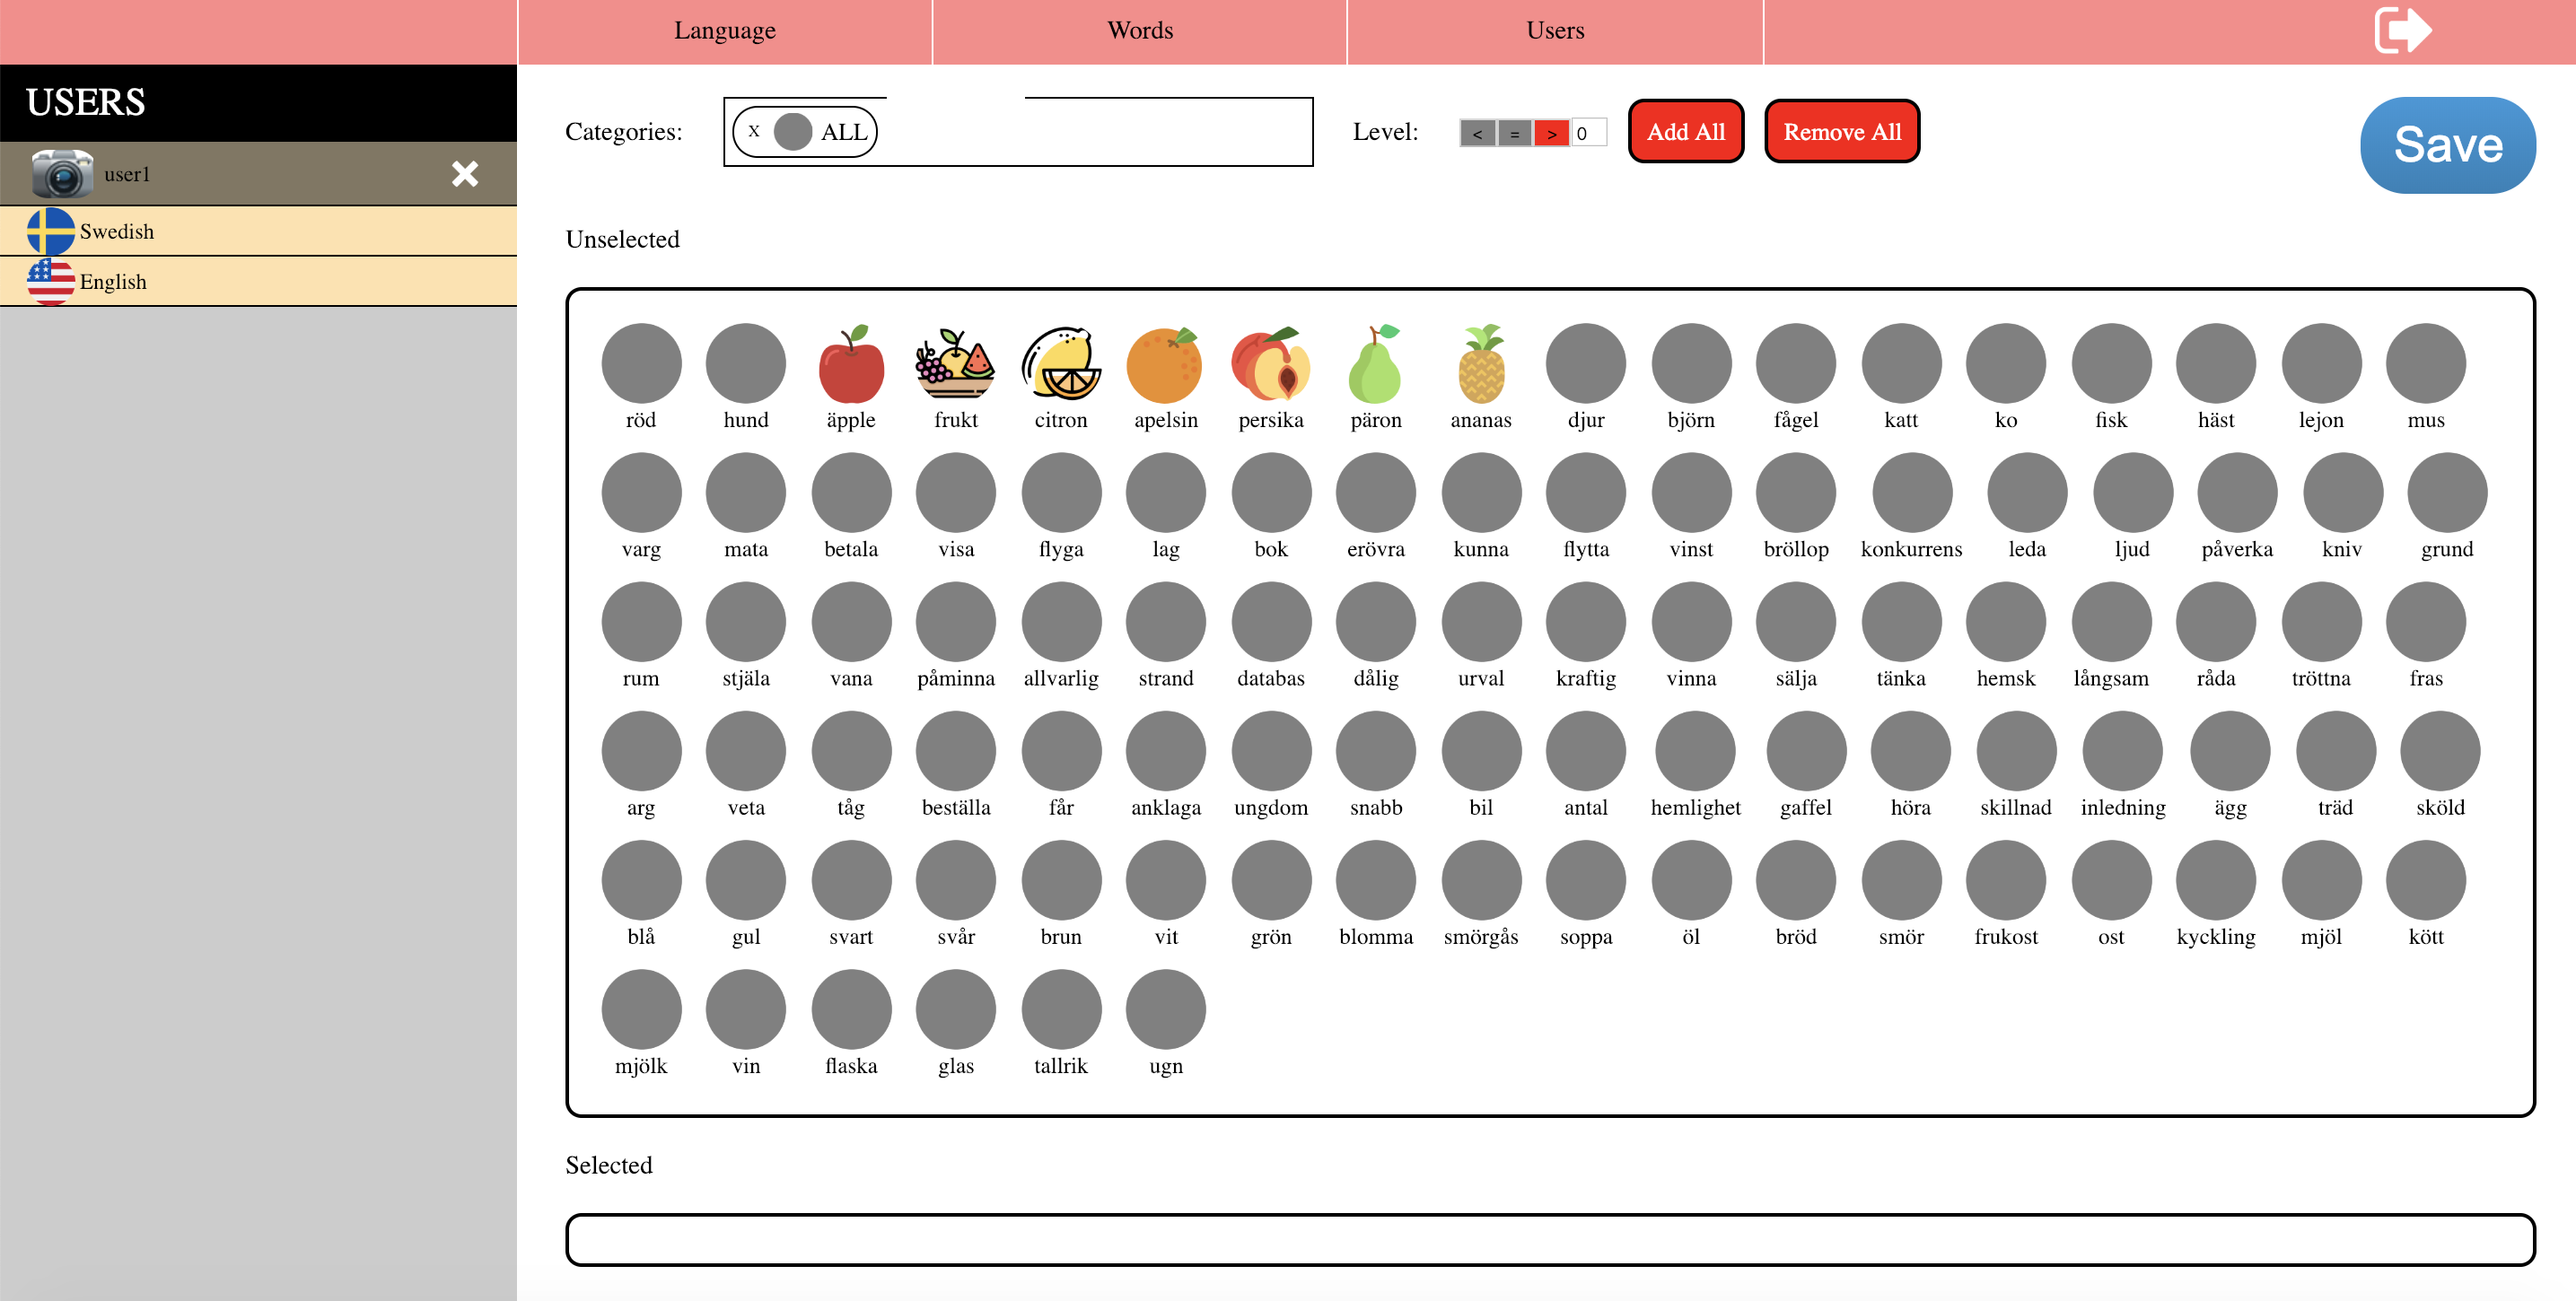 Language Words Users
USERS
user1
Swedish
English
Categories: x ALL Level: < = > 0 Add All Remove All Save
Unselected
röd hund äpple frukt citron apelsin persika päron ananas djur björn fågel katt ko fisk häst lejon mus
varg mata betala visa flyga lag bok erövra kunna flytta vinst bröllop konkurrens leda ljud påverka kniv grund
rum stjäla vana påminna allvarlig strand databas dålig urval kraftig vinna sälja tänka hemsk långsam råda tröttna fras
arg veta tåg beställa får anklaga ungdom snabb bil antal hemlighet gaffel höra skillnad inledning ägg träd sköld
blå gul svart svår brun vit grön blomma smörgås soppa öl bröd smör frukost ost kyckling mjöl kött
mjölk vin flaska glas tallrik ugn
Selected